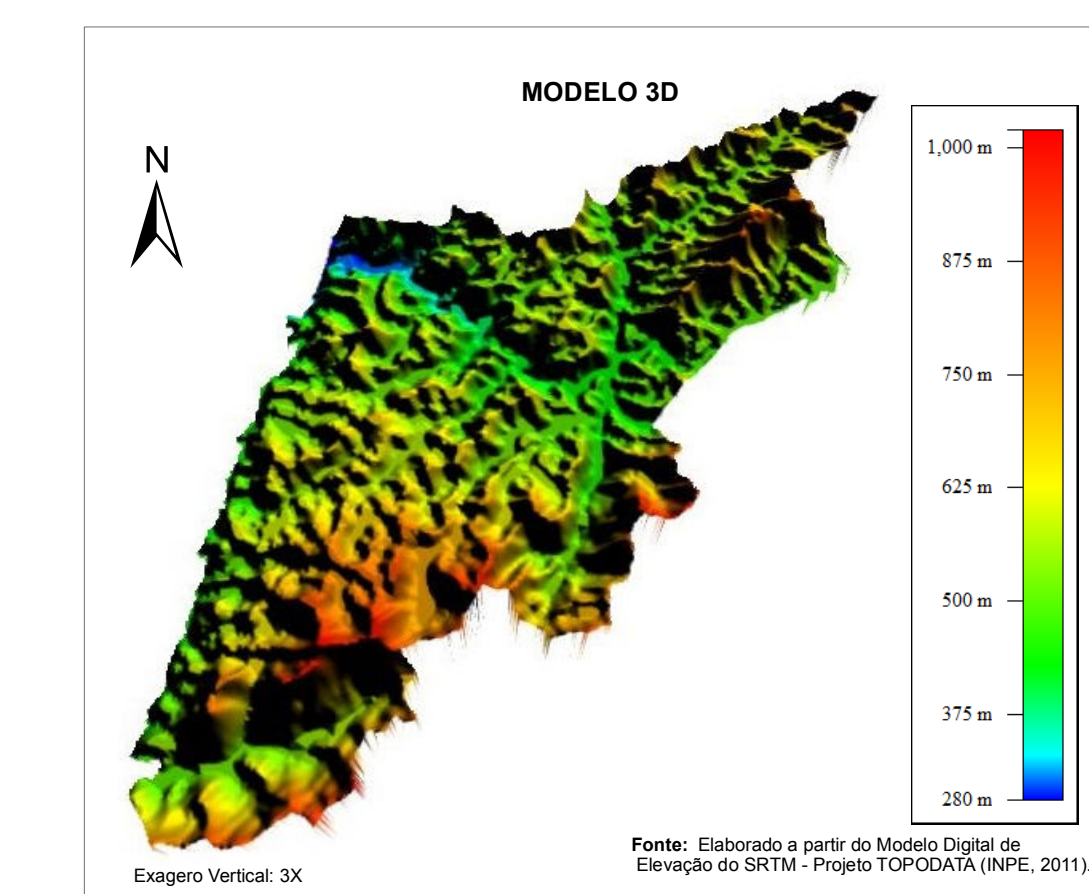 MODELO 3D
N
1,000 m
875 m
750 m
625 m
500 m
375 m
280 m
Fonte: Elaborado a partir do Modelo Digital de
Elevação do SRTM - Projeto TOPODATA (INPE, 2011).
Exagero Vertical: 3X